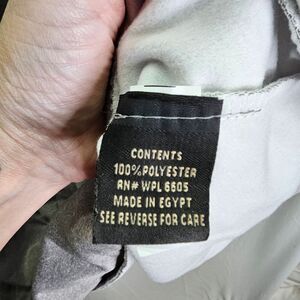 CONTENTS
100% POLYESTER
RN# WPL 6605
MADE IN EGYPT
SEE REVERSE FOR CARE